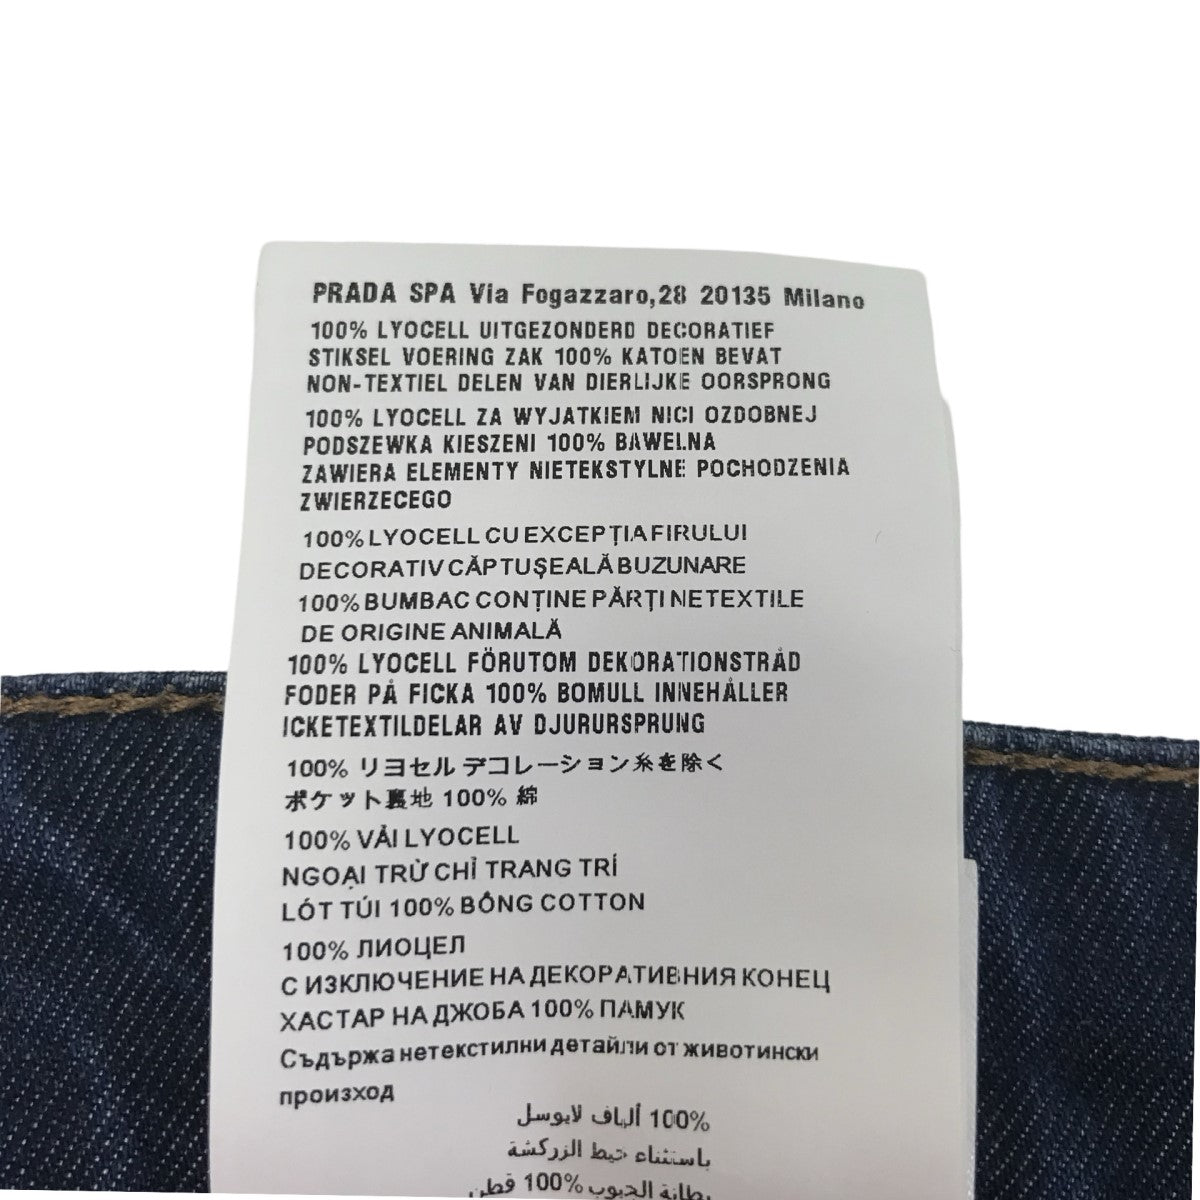 PRADA SPA Via Fogazzaro,28 20135 Milano
100% LYOCELL UITGEZONDERD DECORATIEF
STIKSEL VOERING ZAK 100% KATOEN BEVAT
NON-TEXTIEL DELEN VAN DIERLIJKE OORSPRONG
100% LYOCELL ZA WYJATKIEM NICI OZDOBNEJ
PODSZEWKA KIESZENI 100% BAWELNA
ZAWIERA ELEMENTY NIETEKSTYLNE POCHODZENIA
ZWIERZECEGO
100% LYOCELL CU EXCEPȚIA FIRULUI
DECORATIV CĂPTUȘEALĂ BUZUNARE
100% BUMBAC CONȚINE PĂRȚI NETEXTILE
DE ORIGINE ANIMALĂ
100% LYOCELL FÖRUTOM DEKORATIONSTRÅD
FODER PÅ FICKA 100% BOMULL INNEHÅLLER
ICKETEXTILDELAR AV DJURURSPRUNG
100% リヨセル デコレーション糸を除く
ポケット裏地 100% 綿
100% VẢI LYOCELL
NGOẠI TRỪ CHỈ TRANG TRÍ
LÓT TÚI 100% BÔNG COTTON
100% ЛИОЦЕЛ
С ИЗКЛЮЧЕНИЕ НА ДЕКОРАТИВНИЯ КОНЕЦ
ХАСТАР НА ДЖОБА 100% ПАМУК
Съдържа нетекстилни детайли от животински
произход
100% ألياف لايوسل
باستثناء خيط الزركشة
بطانة الجيوب 100% قطن